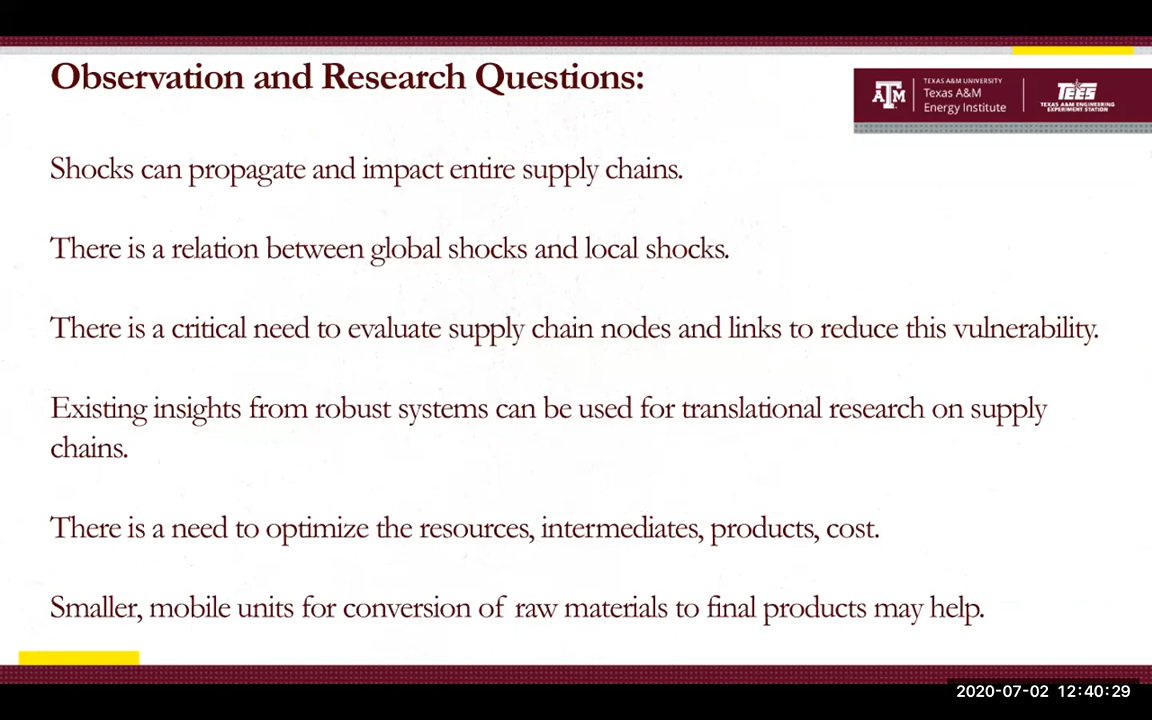 Observation and Research Questions:
TEXAS A&M UNIVERSITY
Texas A&M
Energy Institute
ATM
TEES
TEXAS A&M ENGINEERING
EXPERIMENT STATION
Shocks can propagate and impact entire supply chains.
There is a relation between global shocks and local shocks.
There is a critical need to evaluate supply chain nodes and links to reduce this vulnerability.
Existing insights from robust systems can be used for translational research on supply
chains.
There is a need to optimize the resources, intermediates, products, cost.
Smaller, mobile units for conversion of raw materials to final products may help.
2020-07-02 12:40:29